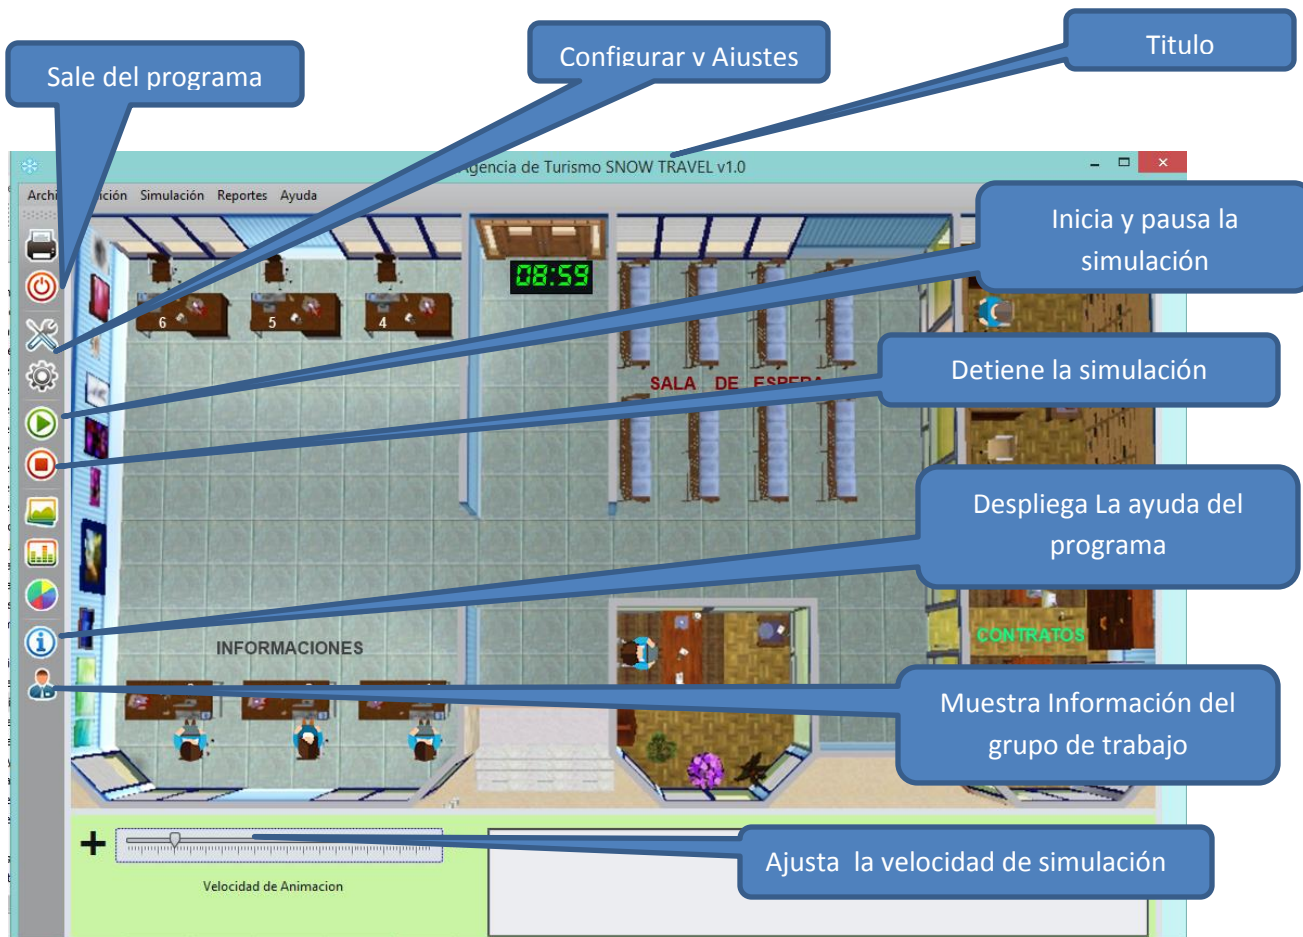 Titulo
Configurar y Ajustes
Sale del programa
Agencia de Turismo SNOW TRAVEL v1.0
Simulación Reportes Ayuda
Inicia y pausa la
simulación
08:59
6 5 4
SALA DE ESPERA
Detiene la simulación
Despliega La ayuda del
programa
INFORMACIONES
CONTRATOS
Muestra Información del
grupo de trabajo
Ajusta la velocidad de simulación
Velocidad de Animacion